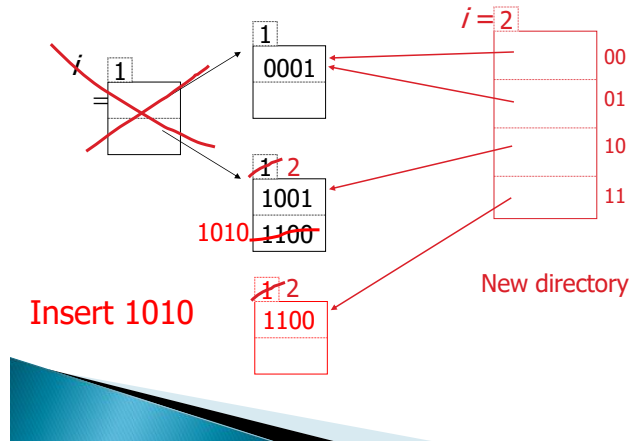 i = 1
1
0001
1 2
1001
1010 1100
1 2
1100
Insert 1010
i = 2
00
01
10
11
New directory